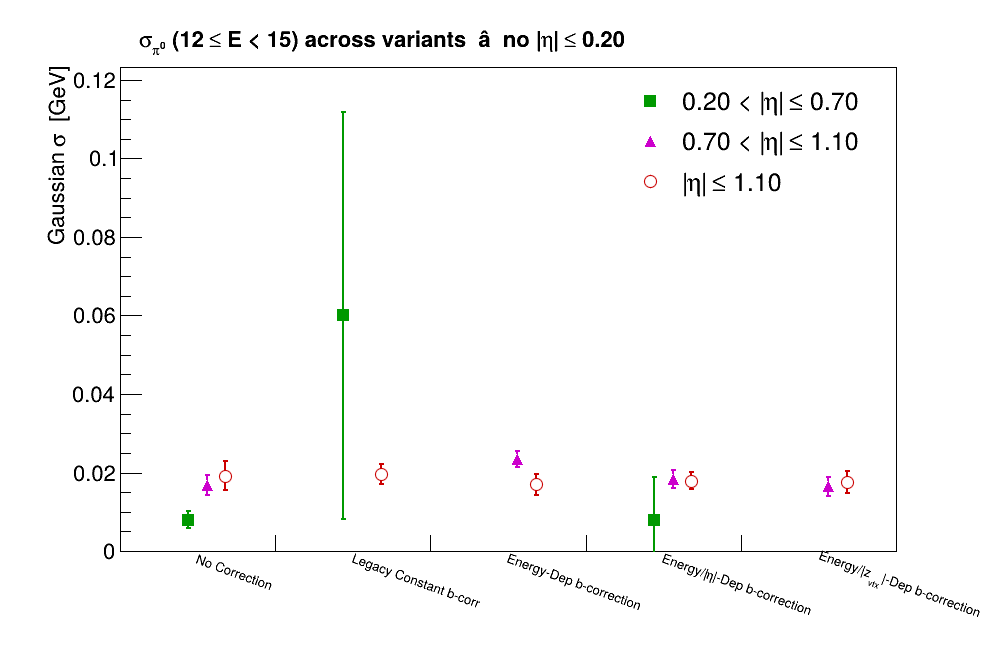 σπ⁰ (12 ≤ E < 15) across variants â no |η| ≤ 0.20
Gaussian σ [GeV]
0.12
0.1
0.08
0.06
0.04
0.02
0
0.20 < |η| ≤ 0.70
0.70 < |η| ≤ 1.10
|η| ≤ 1.10
No Correction
Legacy Constant b-corr
Energy-Dep b-correction
Energy/|η|-Dep b-correction
Energy/|z_vtx|-Dep b-correction